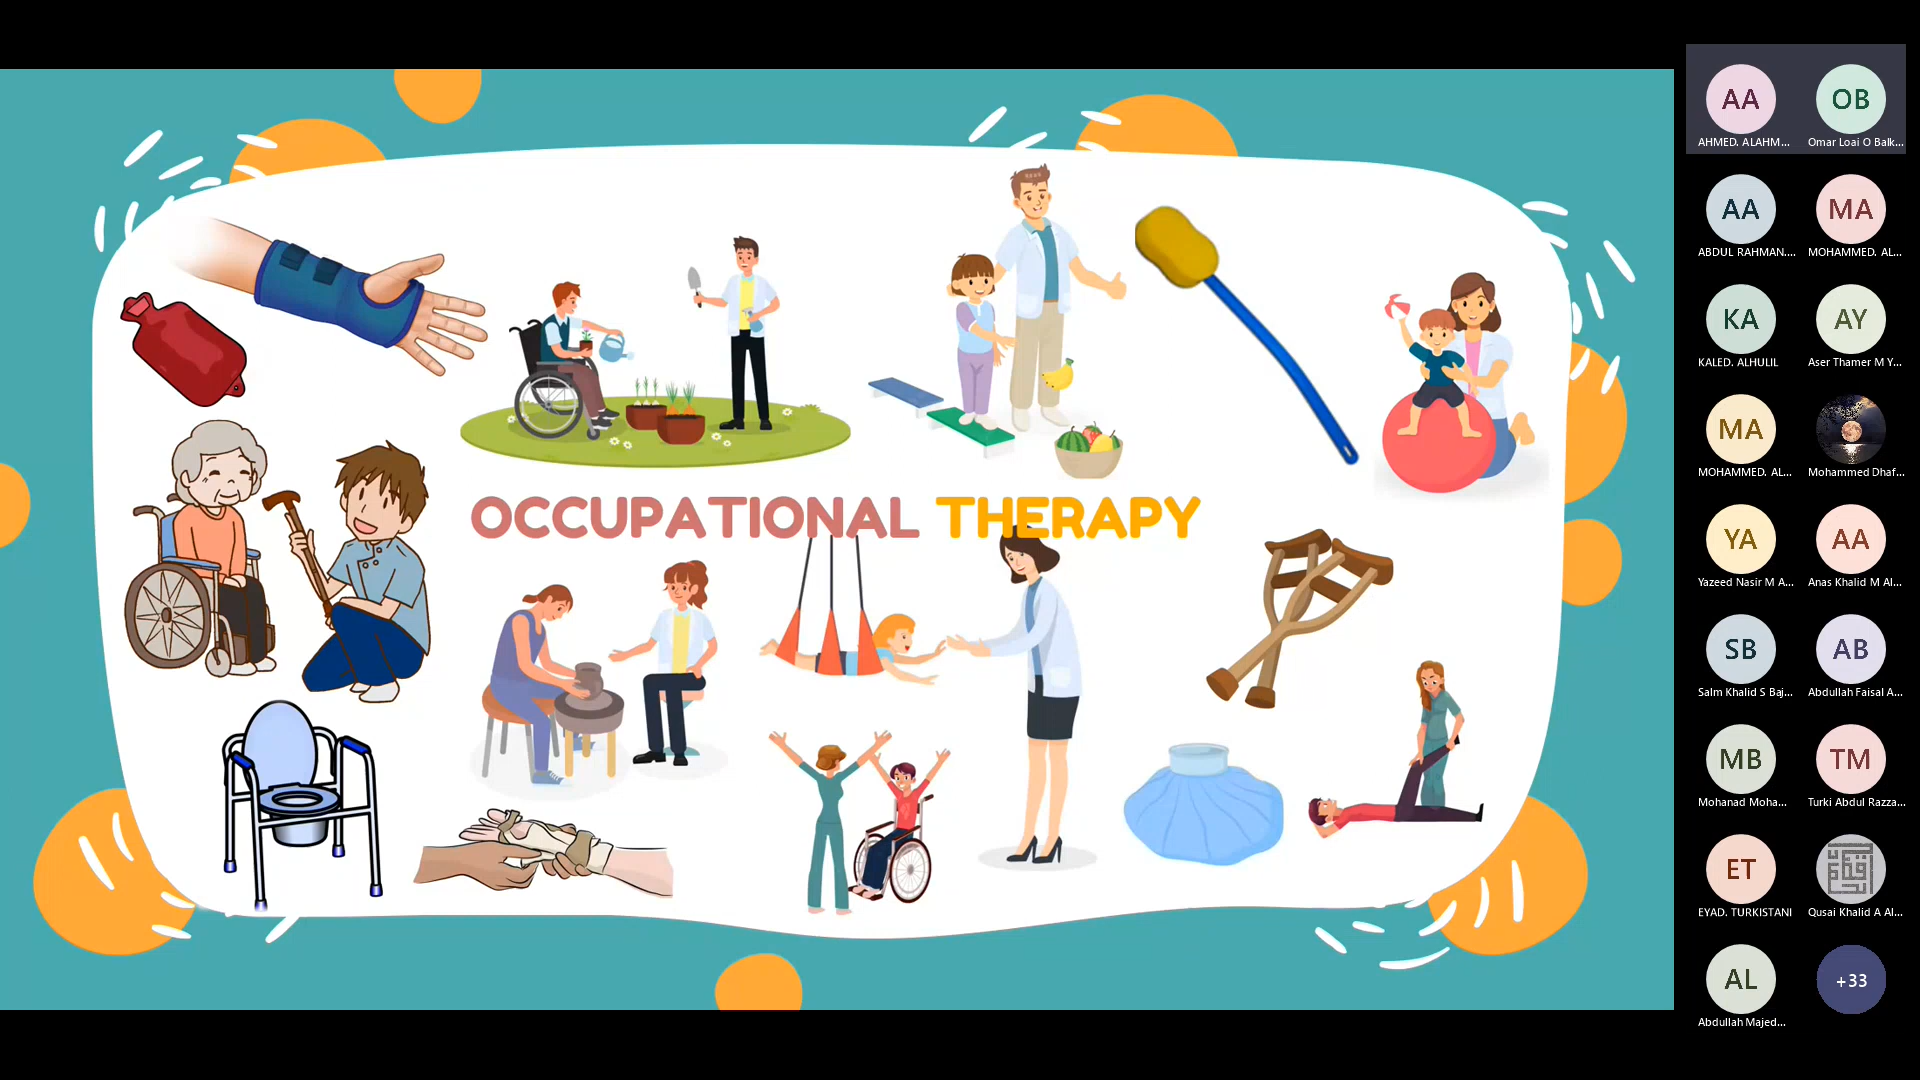 OCCUPATIONAL THERAPY
AA
OB
AHMED. ALAHM...
Omar Loai O Balk...
AA
MA
ABDUL RAHMAN....
MOHAMMED. AL...
KA
AY
KALED. ALHULIL
Aser Thamer M Y...
MA
MOHAMMED. AL...
Mohammed Dhaf...
YA
AA
Yazeed Nasir M A...
Anas Khalid M Al...
SB
AB
Salm Khalid S Baj...
Abdullah Faisal A...
MB
TM
Mohanad Moha...
Turki Abdul Razza...
ET
EYAD. TURKISTANI
Qusai Khalid A Al...
AL
+33
Abdullah Majed...